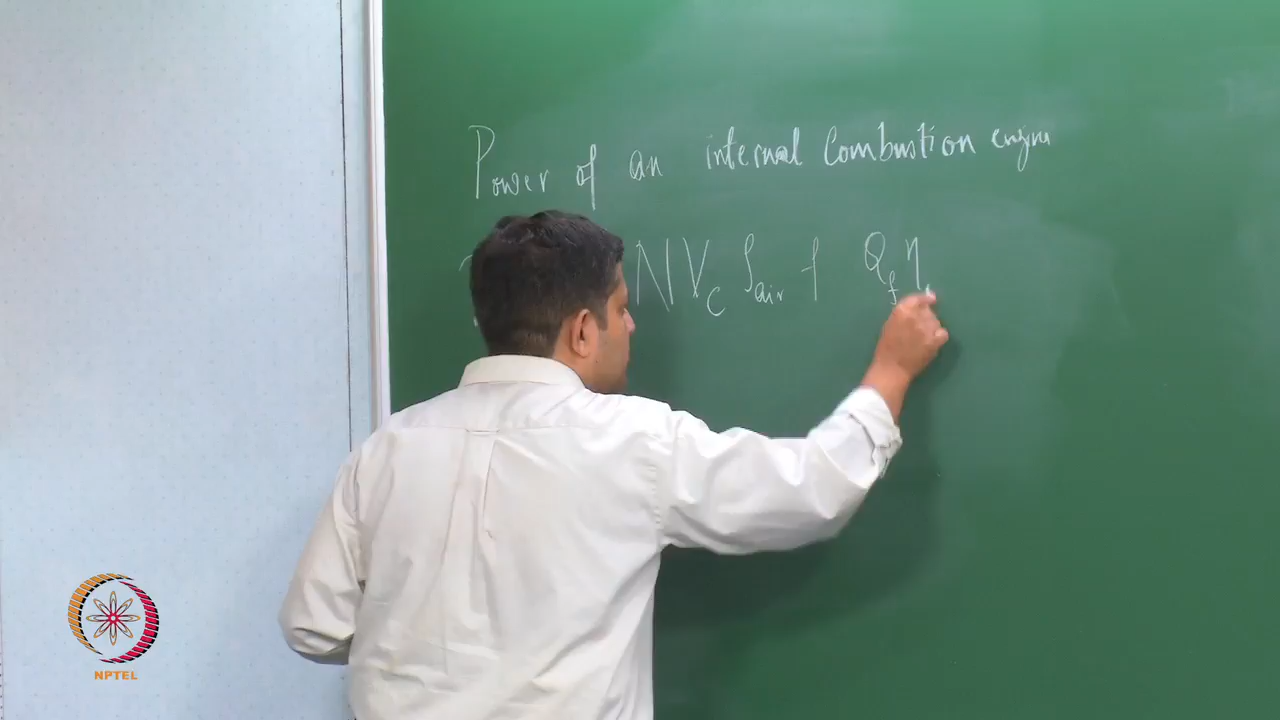 Power of an internal Combustion engine
N V_C ρ_air f Q_f η
NPTEL